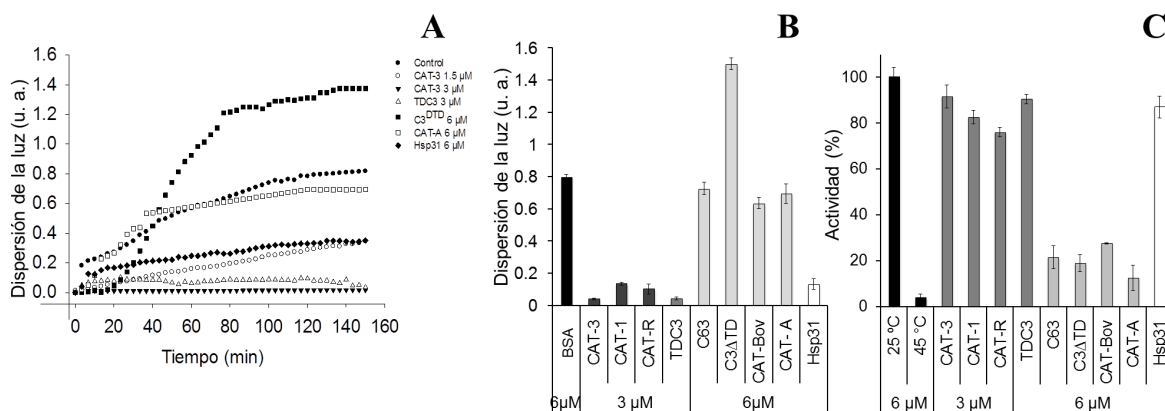 A
Dispersión de la luz (u. a.)
1.6
1.4
1.2
1.0
0.8
0.6
0.4
0.2
0.0
0 20 40 60 80 100 120 140 160
Tiempo (min)
Control
CAT-3 1.5 µM
CAT-3 3 µM
TDC3 3 µM
C3DTD 6 µM
CAT-A 6 µM
Hsp31 6 µM
B
Dispersión de la luz (u.a.)
1.6
1.4
1.2
1
0.8
0.6
0.4
0.2
0
BSA
CAT-3
CAT-1
CAT-R
TDC3
C63
C3ΔTD
CAT-Bov
CAT- A
Hsp31
6µM 3 µM 6µM
C
Actividad (%)
100
80
60
40
20
0
25 ºC
45 °C
CAT-3
CAT-1
CAT-R
TDC3
C63
C3ΔTD
CAT-Bov
CAT-A
Hsp31
6 µM 3 µM 6 µM